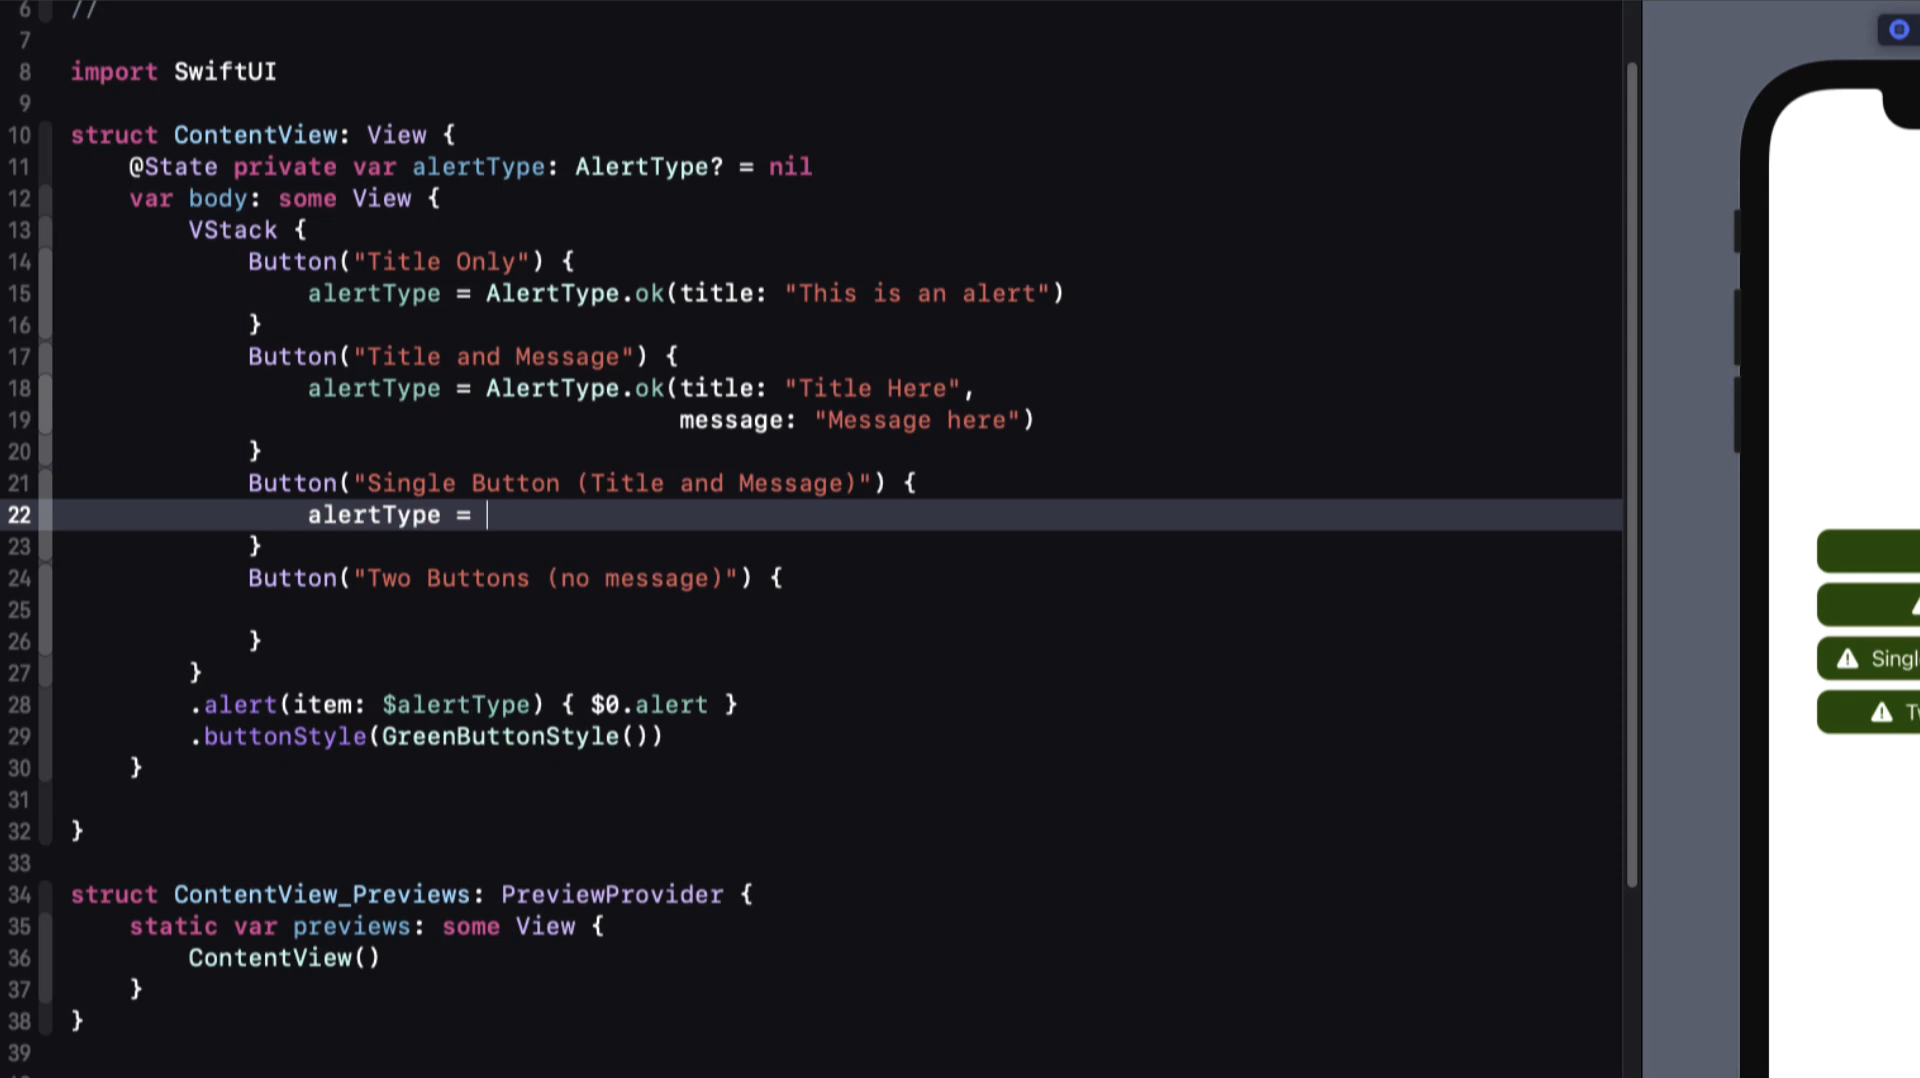 6 //
7
8 import SwiftUI
9
10 struct ContentView: View {
11 @State private var alertType: AlertType? = nil
12 var body: some View {
13 VStack {
14 Button("Title Only") {
15 alertType = AlertType.ok(title: "This is an alert")
16 }
17 Button("Title and Message") {
18 alertType = AlertType.ok(title: "Title Here",
19 message: "Message here")
20 }
21 Button("Single Button (Title and Message)") {
22 alertType =
23 }
24 Button("Two Buttons (no message)") {
25
26 }
27 }
28 .alert(item: $alertType) { $0.alert }
29 .buttonStyle(GreenButtonStyle())
30 }
31
32 }
33
34 struct ContentView_Previews: PreviewProvider {
35 static var previews: some View {
36 ContentView()
37 }
38 }
39
Single